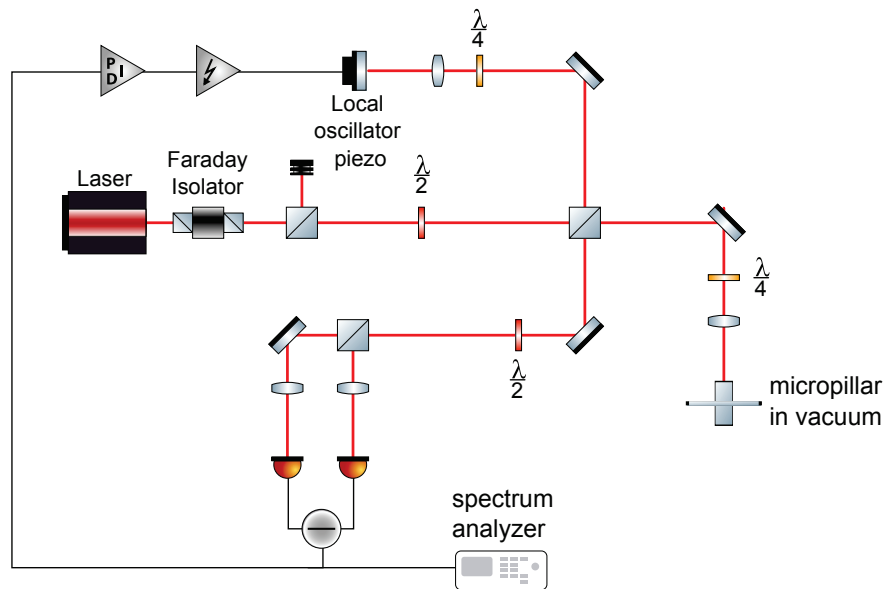 P I
D
λ
4
Local
oscillator
piezo
Laser
Faraday
Isolator
λ
2
λ
4
λ
2
micropillar
in vacuum
spectrum
analyzer